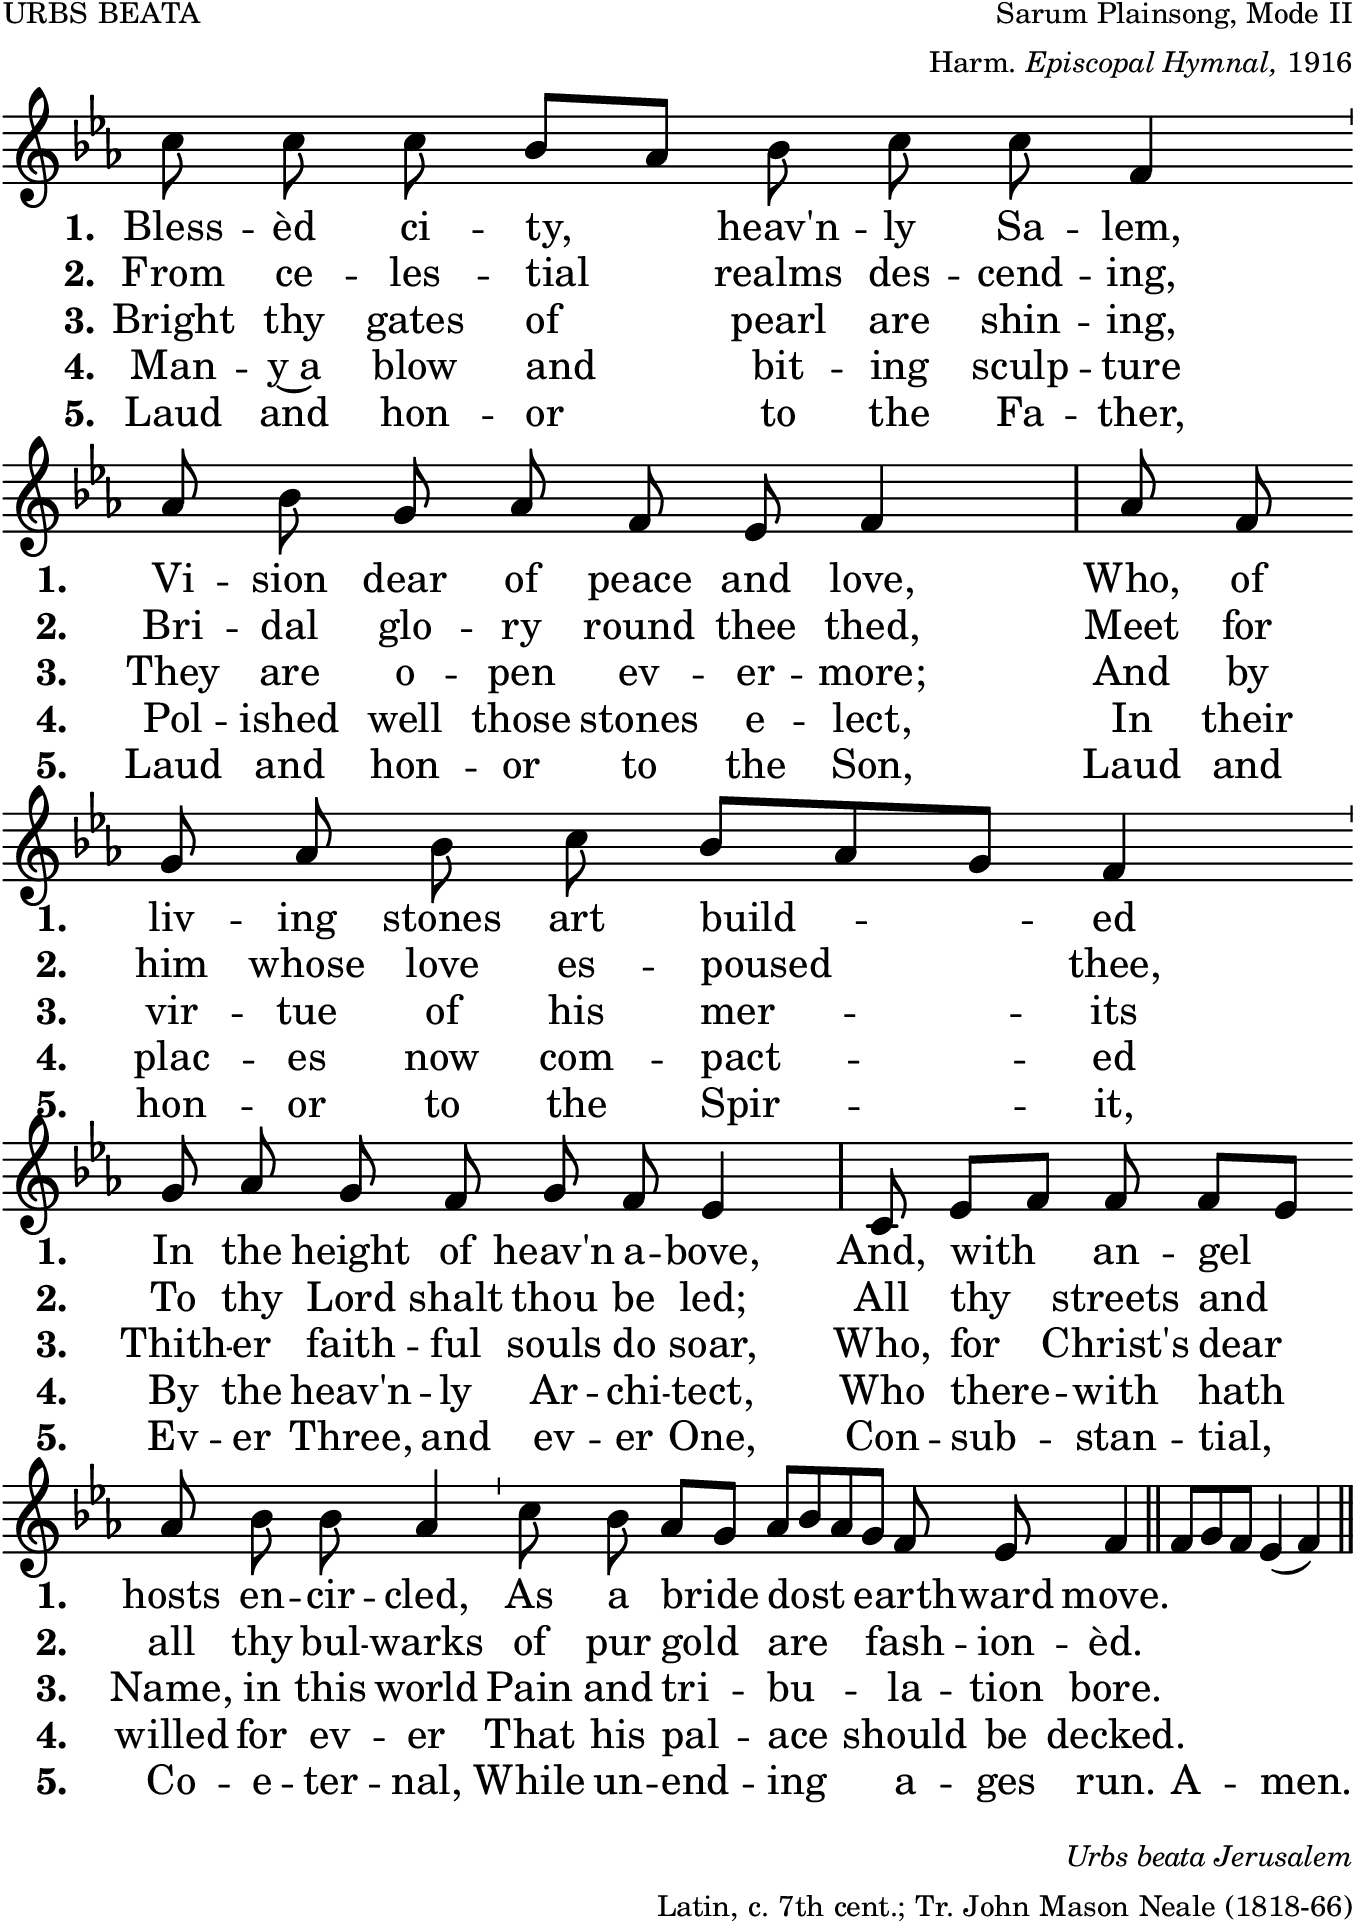 URBS BEATA
Sarum Plainsong, Mode II
Harm. Episcopal Hymnal, 1916
1. Bless -- èd ci -- ty, heav'n -- ly Sa -- lem,
2. From ce -- les -- tial realms des -- cend -- ing,
3. Bright thy gates of pearl are shin -- ing,
4. Man -- y‿a blow and bit -- ing sculp -- ture
5. Laud and hon -- or to the Fa -- ther,
1. Vi -- sion dear of peace and love, Who, of
2. Bri -- dal glo -- ry round thee thed, Meet for
3. They are o -- pen ev -- er -- more; And by
4. Pol -- ished well those stones e -- lect, In their
5. Laud and hon -- or to the Son, Laud and
1. liv -- ing stones art build -- -- ed
2. him whose love es -- poused thee,
3. vir -- tue of his mer -- -- its
4. plac -- es now com -- pact -- -- ed
5. hon -- or to the Spir -- -- it,
1. In the height of heav'n a -- bove, And, with an -- gel
2. To thy Lord shalt thou be led; All thy streets and
3. Thith -- er faith -- ful souls do soar, Who, for Christ's dear
4. By the heav'n -- ly Ar -- chi -- tect, Who there -- with hath
5. Ev -- er Three, and ev -- er One, Con -- sub -- stan -- tial,
1. hosts en -- cir -- cled, As a bride dost earthward move.
2. all thy bul -- warks of pur gold are fash -- ion -- èd.
3. Name, in this world Pain and tri -- bu -- la -- tion bore.
4. willed for ev -- er That his pal -- ace should be decked.
5. Co -- e -- ter -- nal, While un -- end -- ing a -- ges run. A -- men.
Urbs beata Jerusalem
Latin, c. 7th cent.; Tr. John Mason Neale (1818-66)